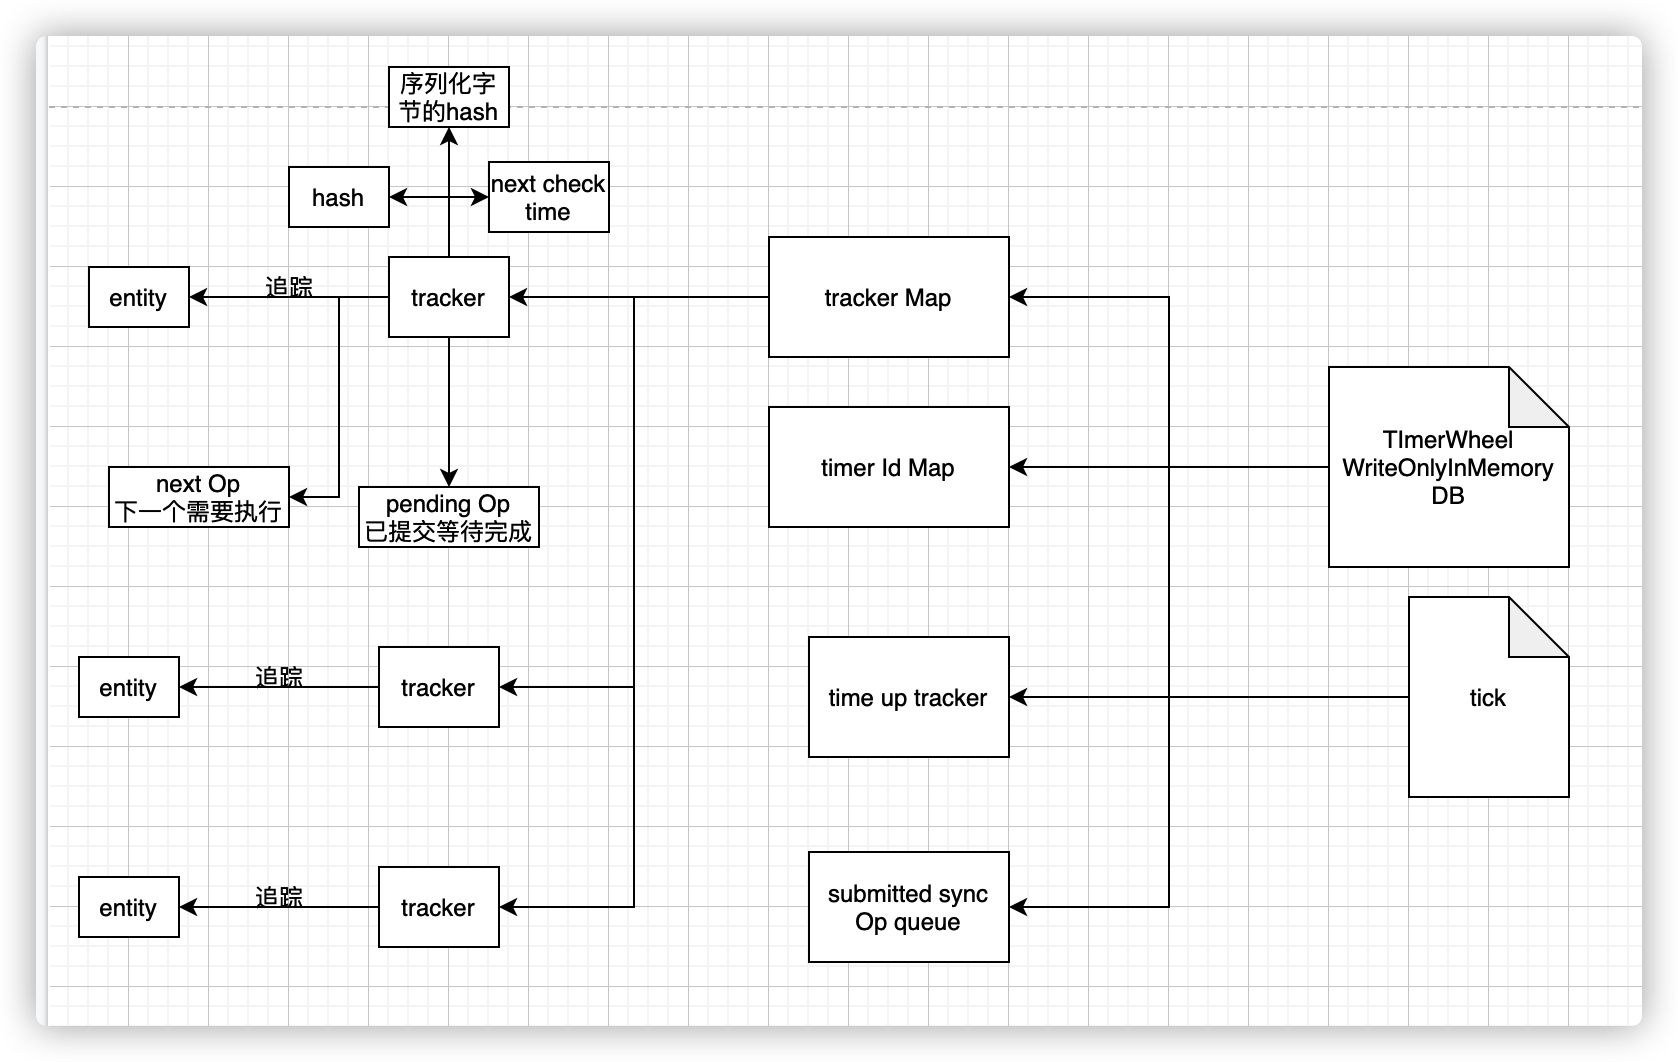 序列化字
节的hash
hash
next check
time
entity
追踪
tracker
tracker Map
next Op
下一个需要执行
pending Op
已提交等待完成
timer Id Map
TImerWheel
WriteOnlyInMemory
DB
entity
追踪
tracker
time up tracker
tick
entity
追踪
tracker
submitted sync
Op queue